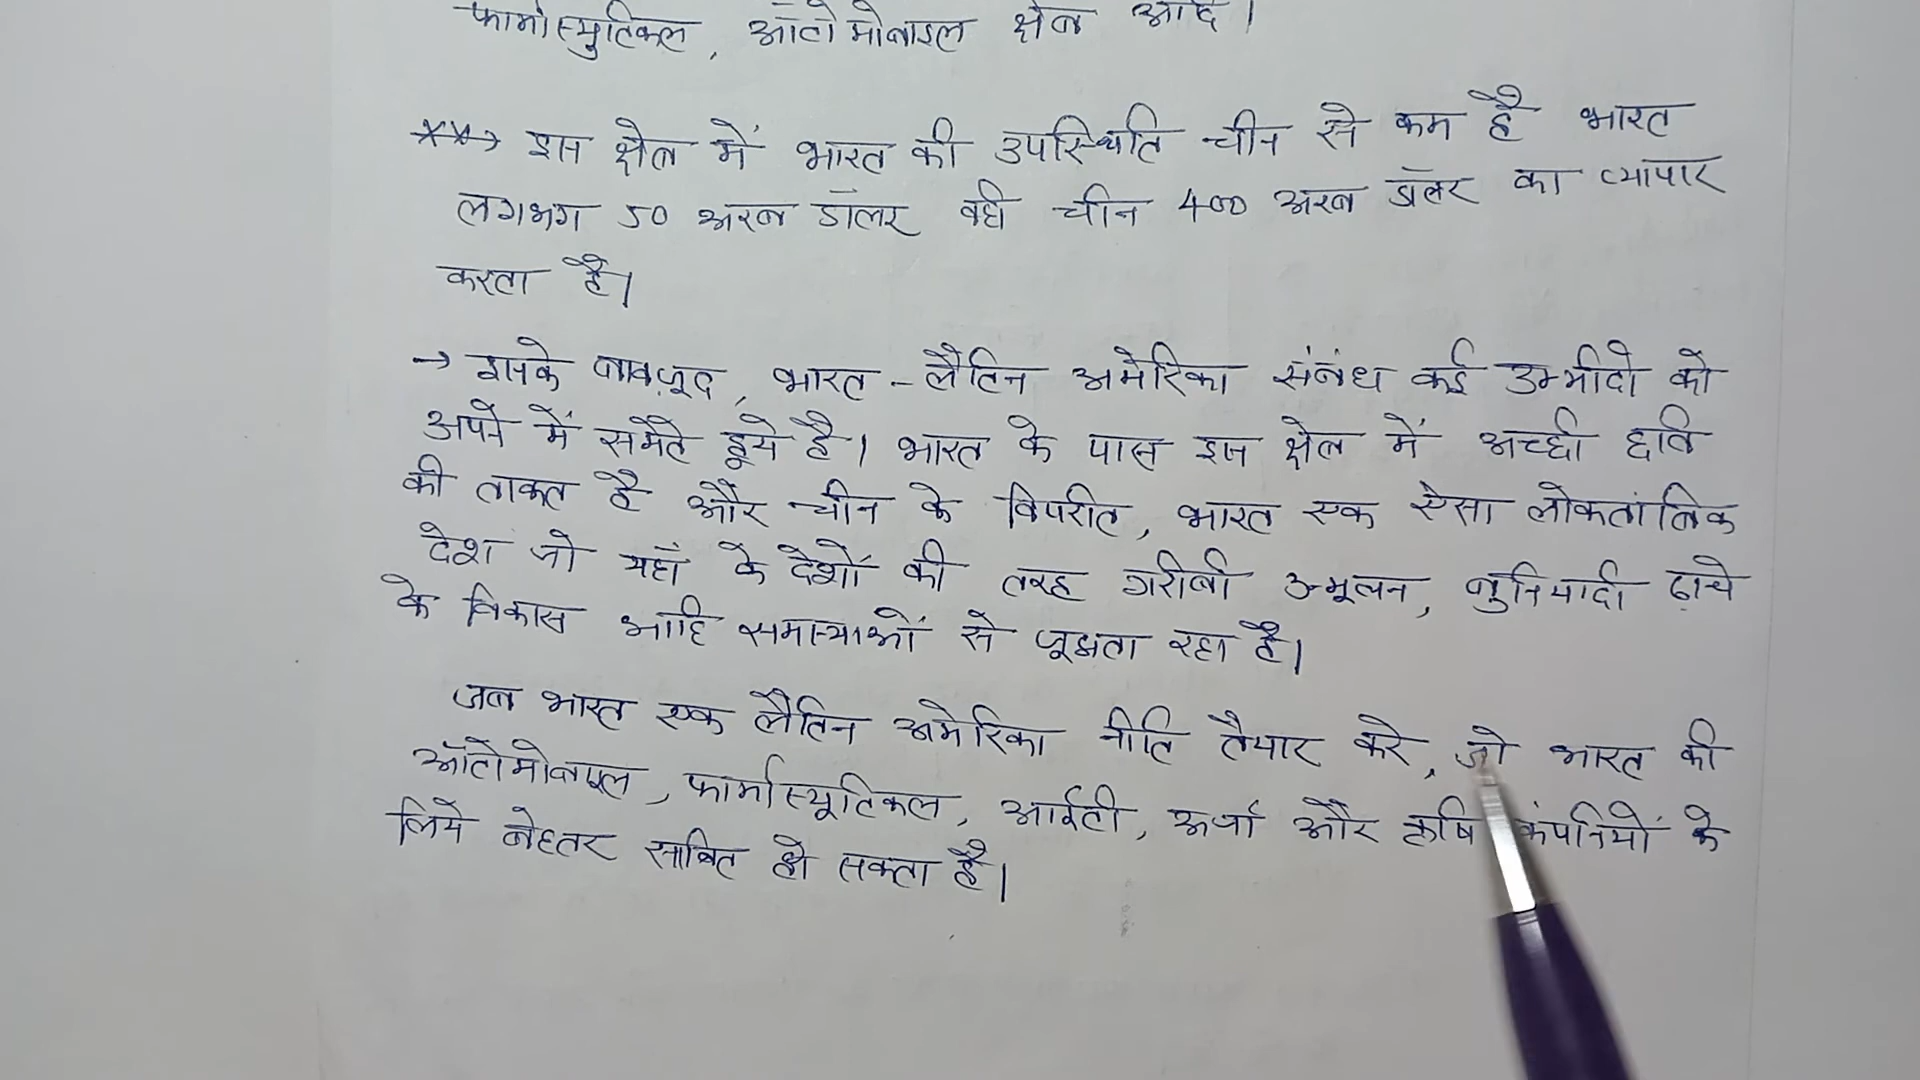 फार्मास्युटिकल, ऑटोमोबाइल क्षेत्र आदि।
**→ इस क्षेत्र में भारत की उपस्थिति चीन से कम है भारत
लगभग 50 अरब डॉलर वही चीन 400 अरब डॉलर का व्यापार
करता है।
→ इसके बावजूद, भारत - लैटिन अमेरिका संबंध कई उम्मीदो को
अपने में समेटे हूये है। भारत के पास इस क्षेत्र में अच्छी छवि
की ताकत है और चीन के विपरीत, भारत एक ऐसा लोकतांत्रिक
देश जो यहाँ के देशों की तरह गरीबी उन्मूलन, बुनियादी ढ़ाचे
के विकास आदि समास्याओं से जूझता रहा है।
जब भारत एक लैटिन अमेरिका नीति तैयार करे, जो भारत की
ऑटोमोबाइल, फार्मास्यूटिकल, आईटी, ऊर्जा और कृषि कंपनियों के
लिये बेहतर साबित हो सकता है।